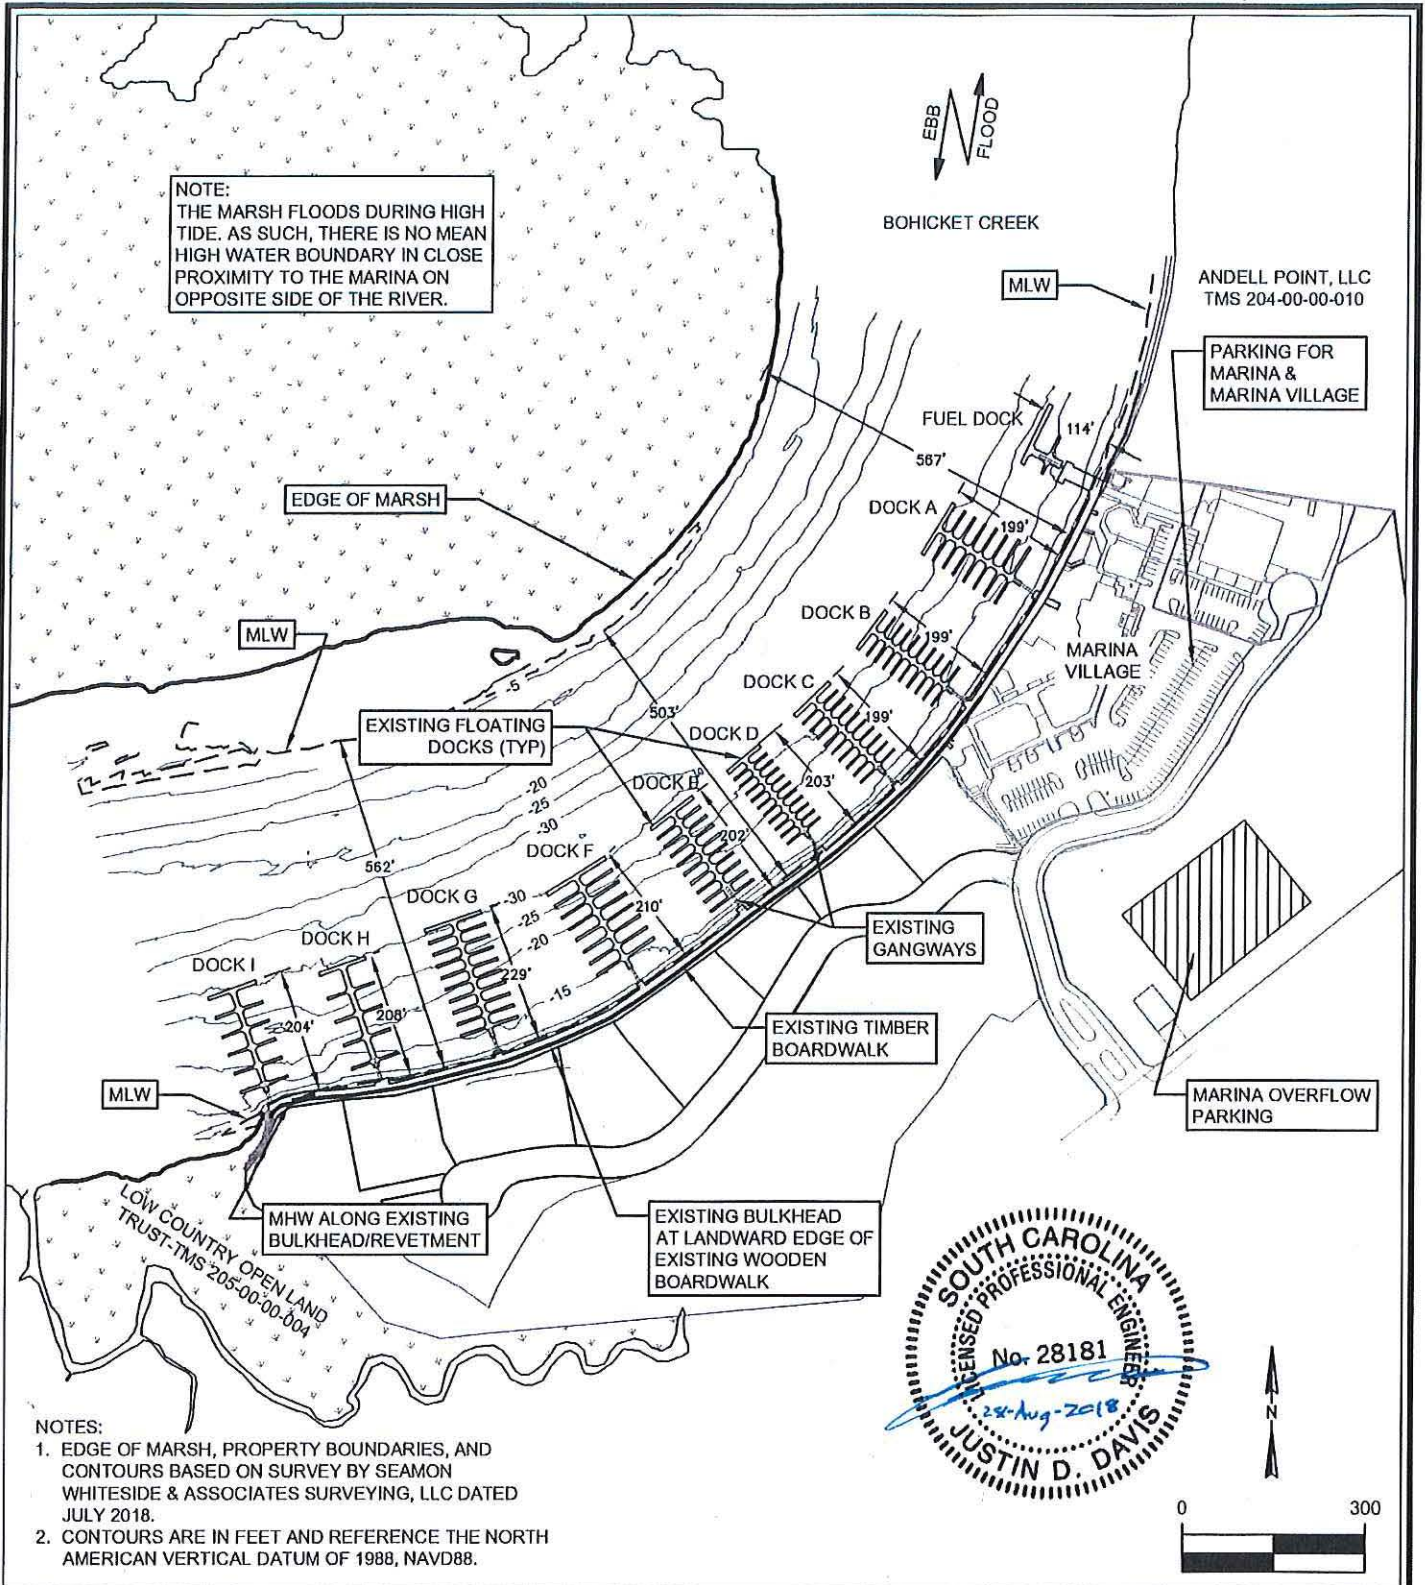 EBB
FLOOD
NOTE:
THE MARSH FLOODS DURING HIGH
TIDE. AS SUCH, THERE IS NO MEAN
HIGH WATER BOUNDARY IN CLOSE
PROXIMITY TO THE MARINA ON
OPPOSITE SIDE OF THE RIVER.
BOHICKET CREEK
MLW
ANDELL POINT, LLC
TMS 204-00-00-010
PARKING FOR
MARINA &
MARINA VILLAGE
FUEL DOCK
114'
567'
EDGE OF MARSH
DOCK A
199'
DOCK B
199'
MLW
MARINA
VILLAGE
-5
DOCK C
199'
503'
EXISTING FLOATING
DOCKS (TYP)
DOCK D
203'
-20
-25
-30
DOCK E
202'
DOCK F
210'
562'
DOCK G
-30
-25
-20
229'
-15
EXISTING
GANGWAYS
DOCK H
208'
DOCK I
204'
EXISTING TIMBER
BOARDWALK
MLW
MARINA OVERFLOW
PARKING
LOW COUNTRY OPEN LAND
TRUST-TMS 205-00-00-004
MHW ALONG EXISTING
BULKHEAD/REVETMENT
EXISTING BULKHEAD
AT LANDWARD EDGE OF
EXISTING WOODEN
BOARDWALK
SOUTH CAROLINA
LICENSED PROFESSIONAL ENGINEER
No. 28181
28-Aug-2018
JUSTIN D. DAVIS
N
0 300
NOTES:
1. EDGE OF MARSH, PROPERTY BOUNDARIES, AND
CONTOURS BASED ON SURVEY BY SEAMON
WHITESIDE & ASSOCIATES SURVEYING, LLC DATED
JULY 2018.
2. CONTOURS ARE IN FEET AND REFERENCE THE NORTH
AMERICAN VERTICAL DATUM OF 1988, NAVD88.